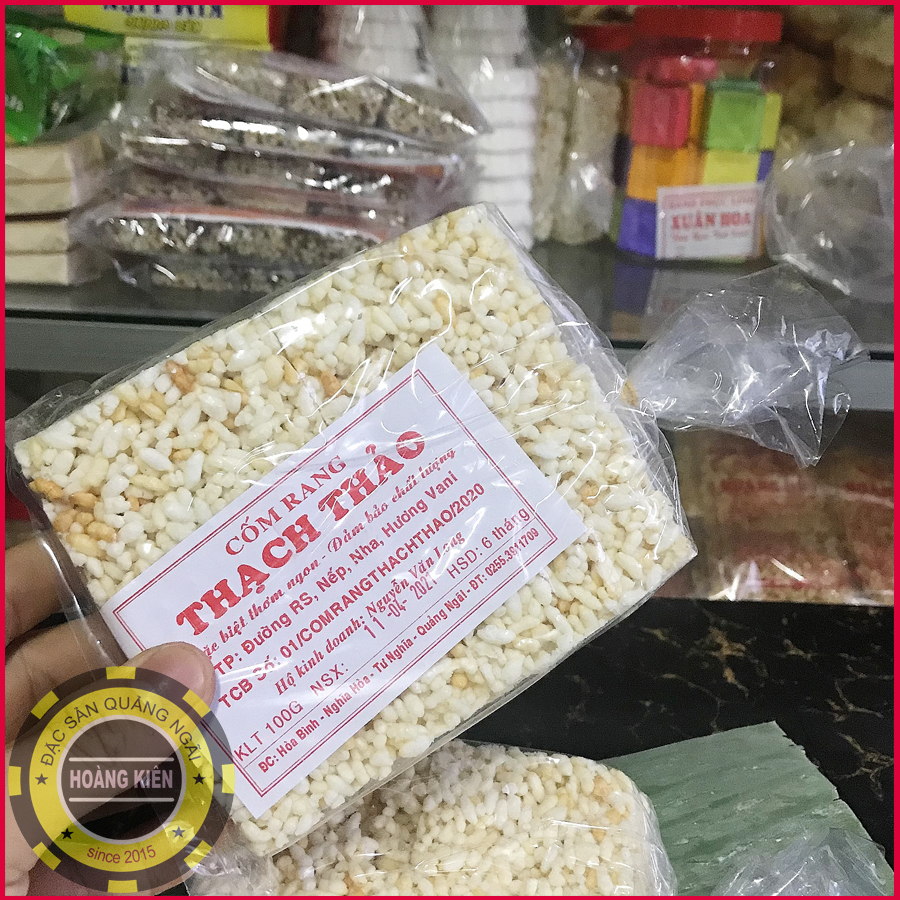 CỐM RANG
THẠCH THẢO
biệt thơm ngon Đảm bảo chất lượng
TP: Đường RS, Nếp, Nha, Hương Vani
TCB Số: 01/COMRANGTHACHTHAO/2020
Hộ kinh doanh: Nguyễn Văn Long
KLT 100G NSX: 11-04 2021 HSD: 6 tháng
ĐC: Hòa Bình - Nghĩa Hòa - Tư Nghĩa - Quảng Ngãi - ĐT: 0255.3911709
XUÂN HOA
ĐẶC SẢN QUẢNG NGÃI
HOÀNG KIÊN
since 2015